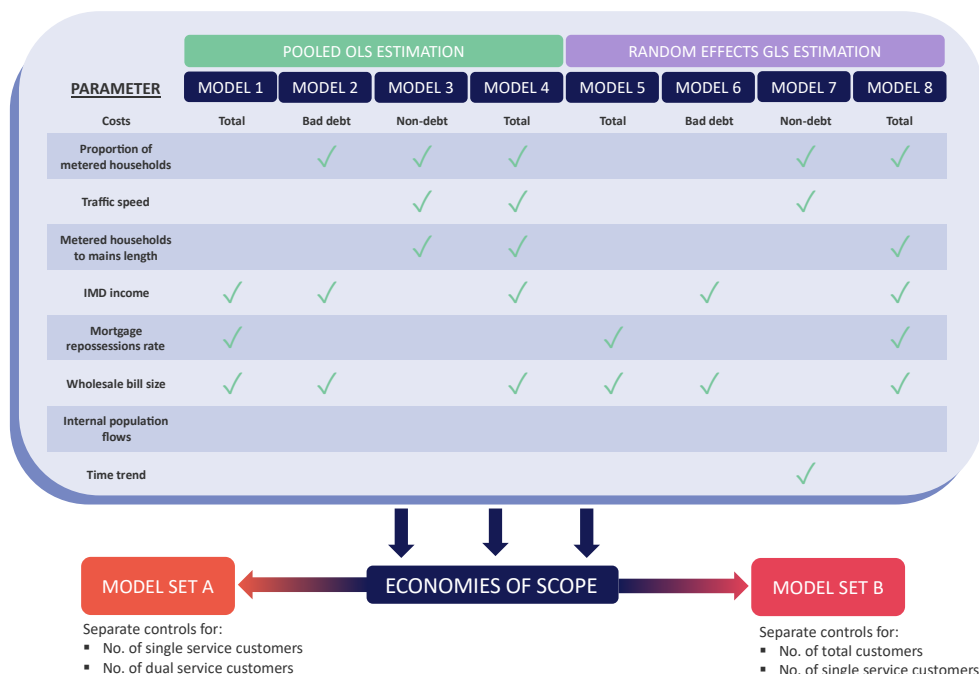 POOLED OLS ESTIMATION RANDOM EFFECTS GLS ESTIMATION
PARAMETER MODEL 1 MODEL 2 MODEL 3 MODEL 4 MODEL 5 MODEL 6 MODEL 7 MODEL 8
Costs Total Bad debt Non-debt Total Total Bad debt Non-debt Total
Proportion of
metered households ✓ ✓ ✓ ✓ ✓
Traffic speed ✓ ✓ ✓
Metered households
to mains length ✓ ✓ ✓
IMD income ✓ ✓ ✓ ✓ ✓
Mortgage
repossessions rate ✓ ✓ ✓
Wholesale bill size ✓ ✓ ✓ ✓ ✓ ✓
Internal population
flows
Time trend ✓
MODEL SET A ECONOMIES OF SCOPE MODEL SET B
Separate controls for:
▪ No. of single service customers
▪ No. of dual service customers
Separate controls for:
▪ No. of total customers
▪ No. of single service customers